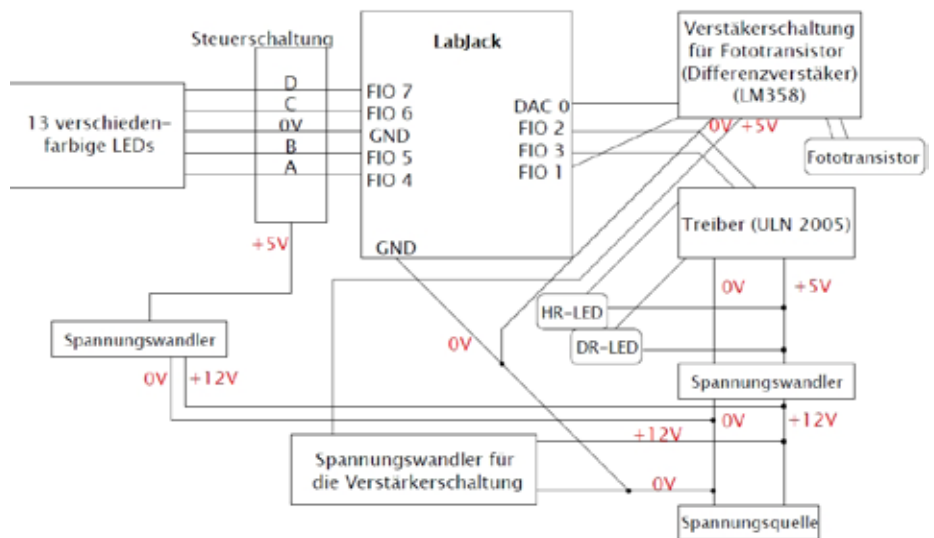 Steuerschaltung
LabJack
Verstäkerschaltung
für Fototransistor
(Differenzverstäker)
(LM358)
13 verschieden-
farbige LEDs
D
C
0V
B
A
FIO 7
FIO 6
GND
FIO 5
FIO 4
DAC 0
FIO 2
FIO 3
FIO 1
0V
+5V
Fototransistor
Treiber (ULN 2005)
+5V
GND
0V
+5V
HR-LED
DR-LED
Spannungswandler
0V
+12V
0V
Spannungswandler
0V
+12V
+12V
Spannungswandler für
die Verstärkerschaltung
0V
Spannungsquelle